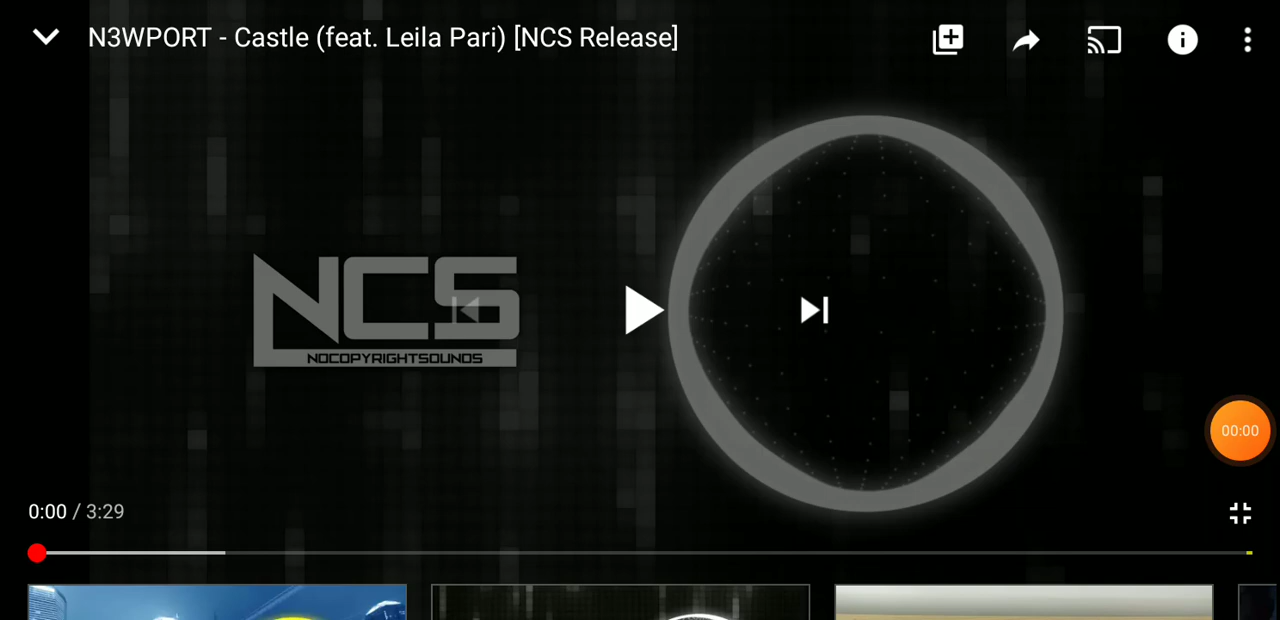 N3WPORT - Castle (feat. Leila Pari) [NCS Release]
NCS
NOCOPYRIGHTSOUNDS
00:00
0:00 / 3:29